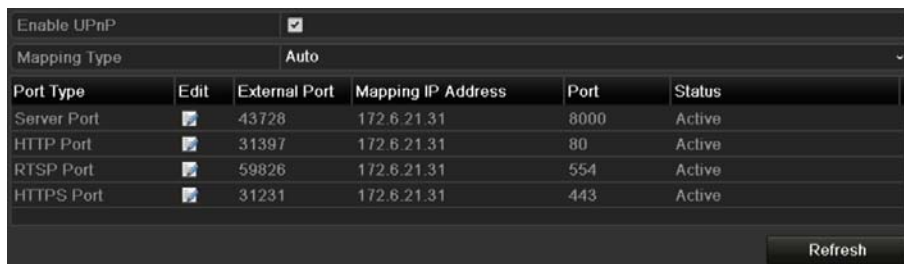 Enable UPnP
Mapping Type Auto
Port Type Edit External Port Mapping IP Address Port Status
Server Port 43728 172.6.21.31 8000 Active
HTTP Port 31397 172.6.21.31 80 Active
RTSP Port 59826 172.6.21.31 554 Active
HTTPS Port 31231 172.6.21.31 443 Active
Refresh